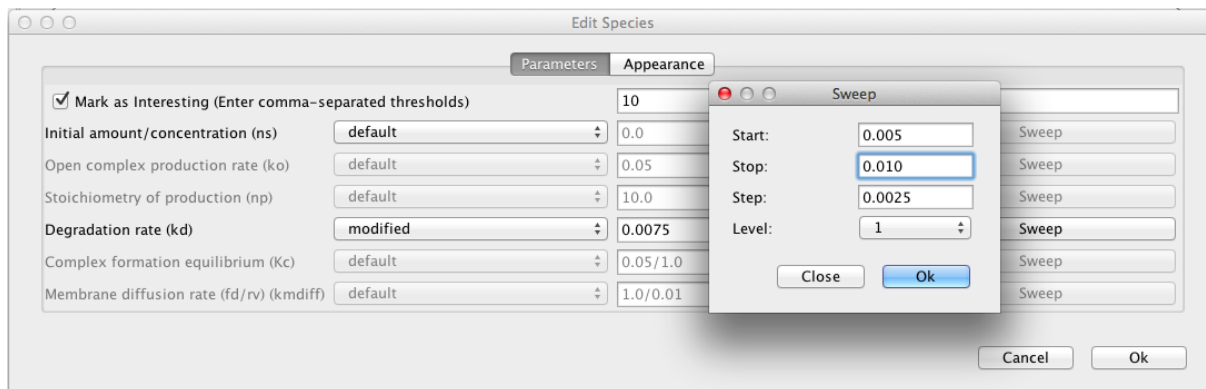 Edit Species
Parameters Appearance
Mark as Interesting (Enter comma-separated thresholds) 10
Initial amount/concentration (ns) default 0.0 Sweep
Open complex production rate (ko) default 0.05 Sweep
Stoichiometry of production (np) default 10.0 Sweep
Degradation rate (kd) modified 0.0075 Sweep
Complex formation equilibrium (Kc) default 0.05/1.0 Sweep
Membrane diffusion rate (fd/rv) (kmdiff) default 1.0/0.01 Sweep
Sweep
Start: 0.005
Stop: 0.010
Step: 0.0025
Level: 1
Close Ok
Cancel Ok